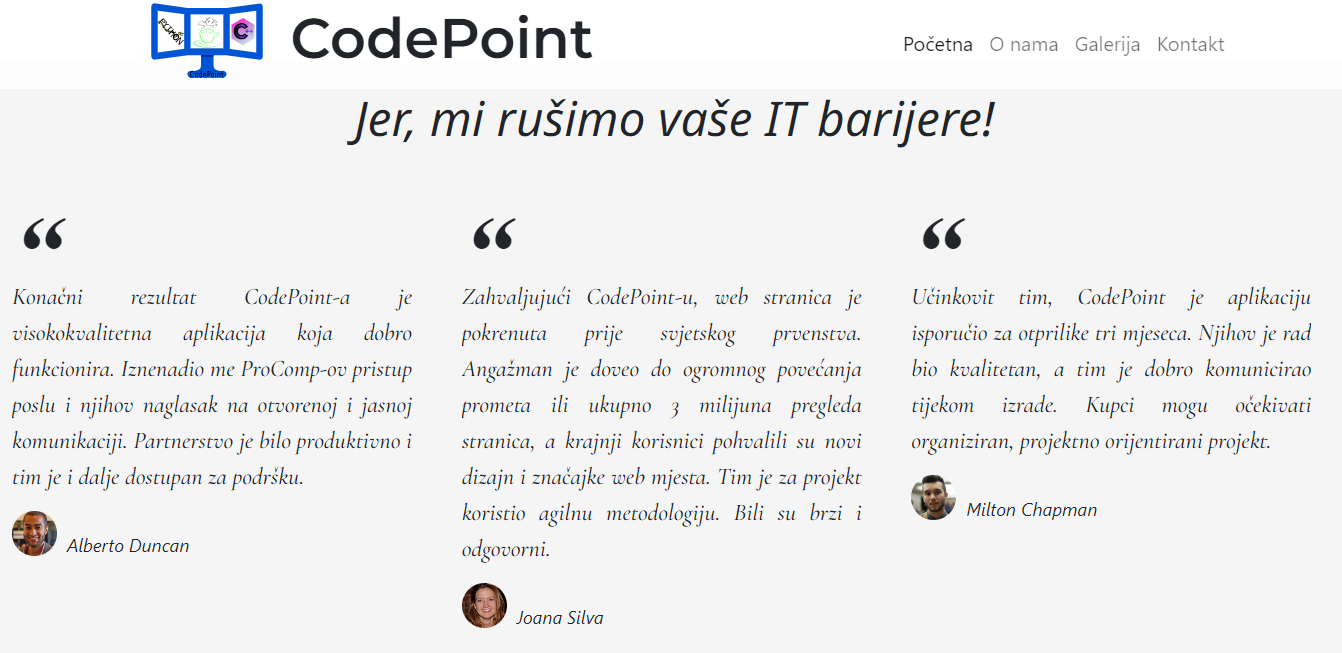 CodePoint
CodePoint
Početna O nama Galerija Kontakt
Jer, mi rušimo vaše IT barijere!
“
Konačni rezultat CodePoint-a je
visokokvalitetna aplikacija koja dobro
funkcionira. Iznenadio me ProComp-ov pristup
poslu i njihov naglasak na otvorenoj i jasnoj
komunikaciji. Partnerstvo je bilo produktivno i
tim je i dalje dostupan za podršku.
Alberto Duncan
“
Zahvaljujući CodePoint-u, web stranica je
pokrenuta prije svjetskog prvenstva.
Angažman je doveo do ogromnog povećanja
prometa ili ukupno 3 milijuna pregleda
stranica, a krajnji korisnici pohvalili su novi
dizajn i značajke web mjesta. Tim je za projekt
koristio agilnu metodologiju. Bili su brzi i
odgovorni.
Joana Silva
“
Učinkovit tim, CodePoint je aplikaciju
isporučio za otprilike tri mjeseca. Njihov je rad
bio kvalitetan, a tim je dobro komunicirao
tijekom izrade. Kupci mogu očekivati
organiziran, projektno orijentirani projekt.
Milton Chapman